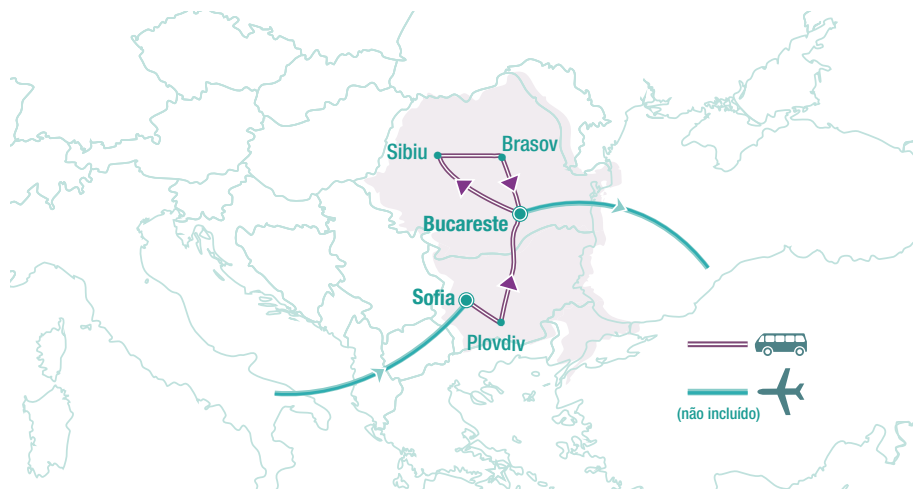 Sibiu
Brasov
Bucareste
Sofia
Plovdiv
(não incluído)